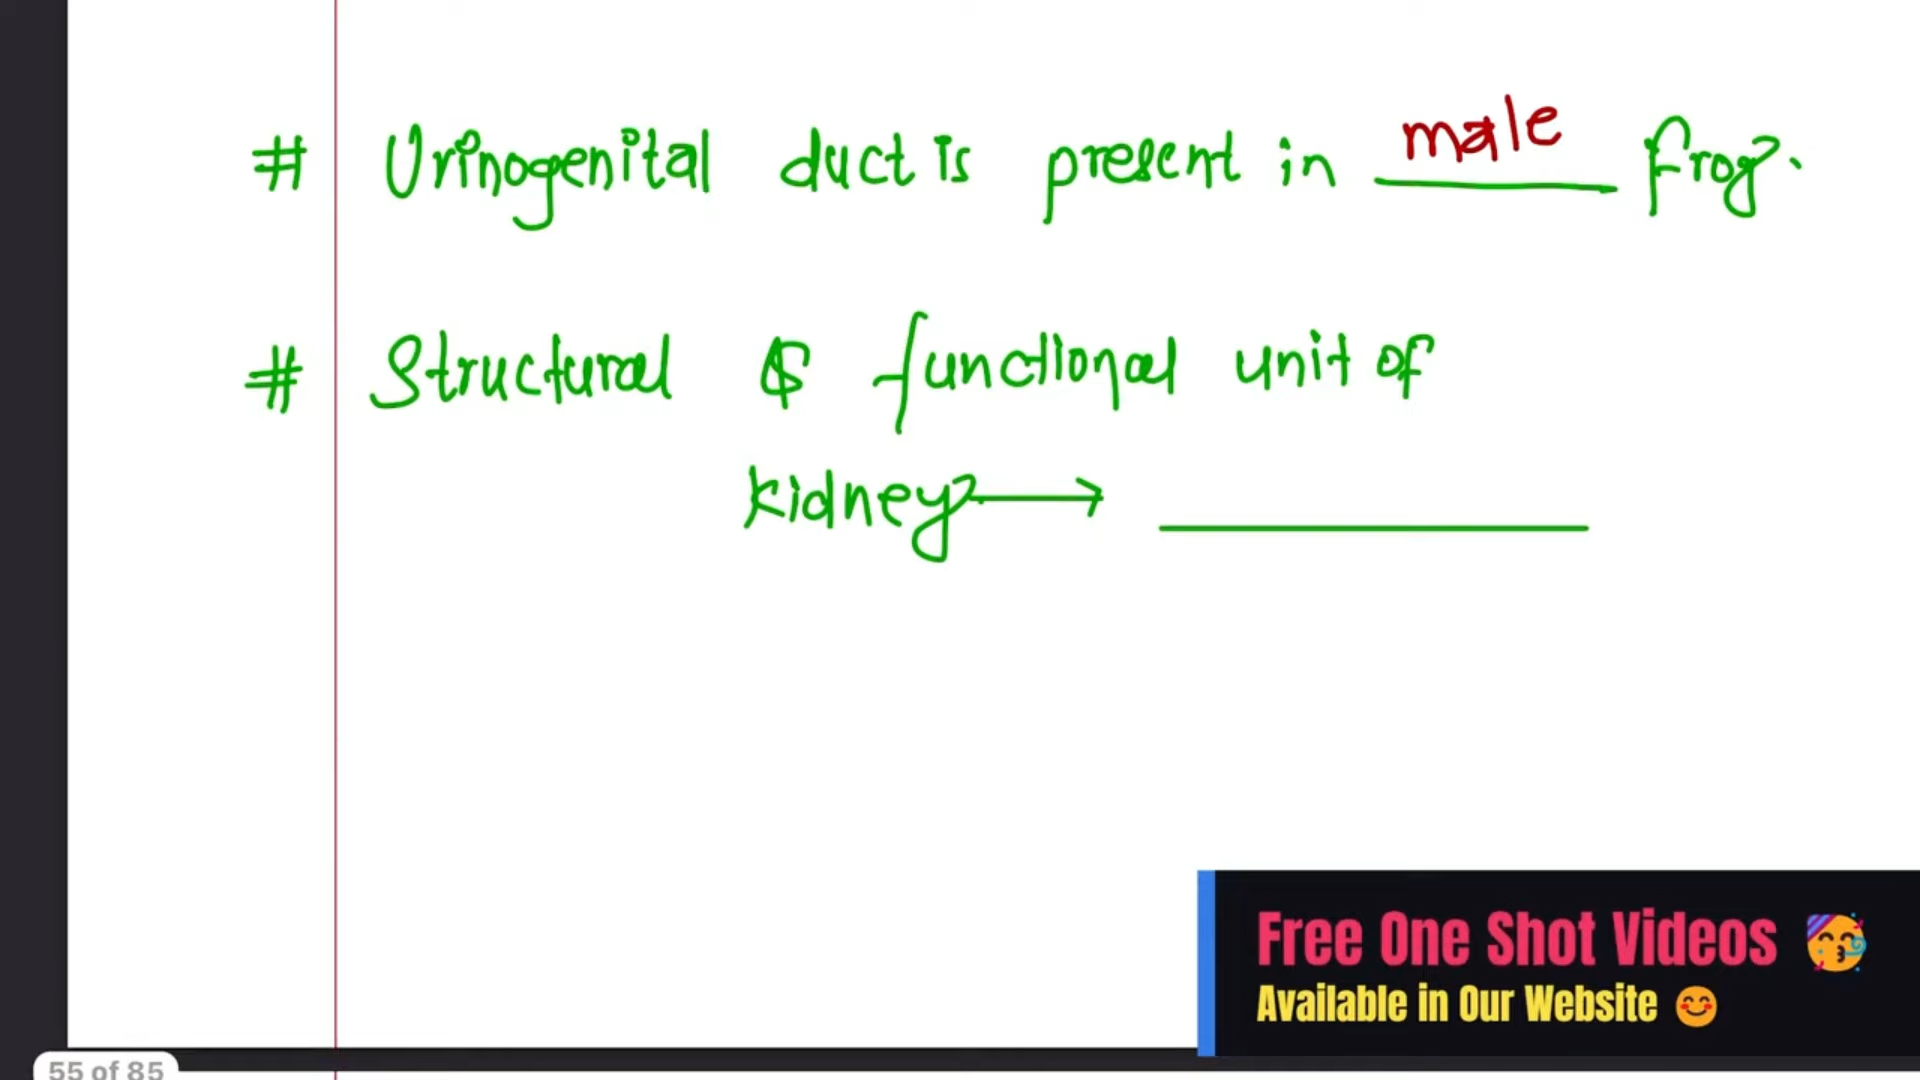 # Urinogenital duct is present in male frog.
# Structural & functional unit of
kidney → ________
Free One Shot Videos 🥳
Available in Our Website 😊
55 of 85